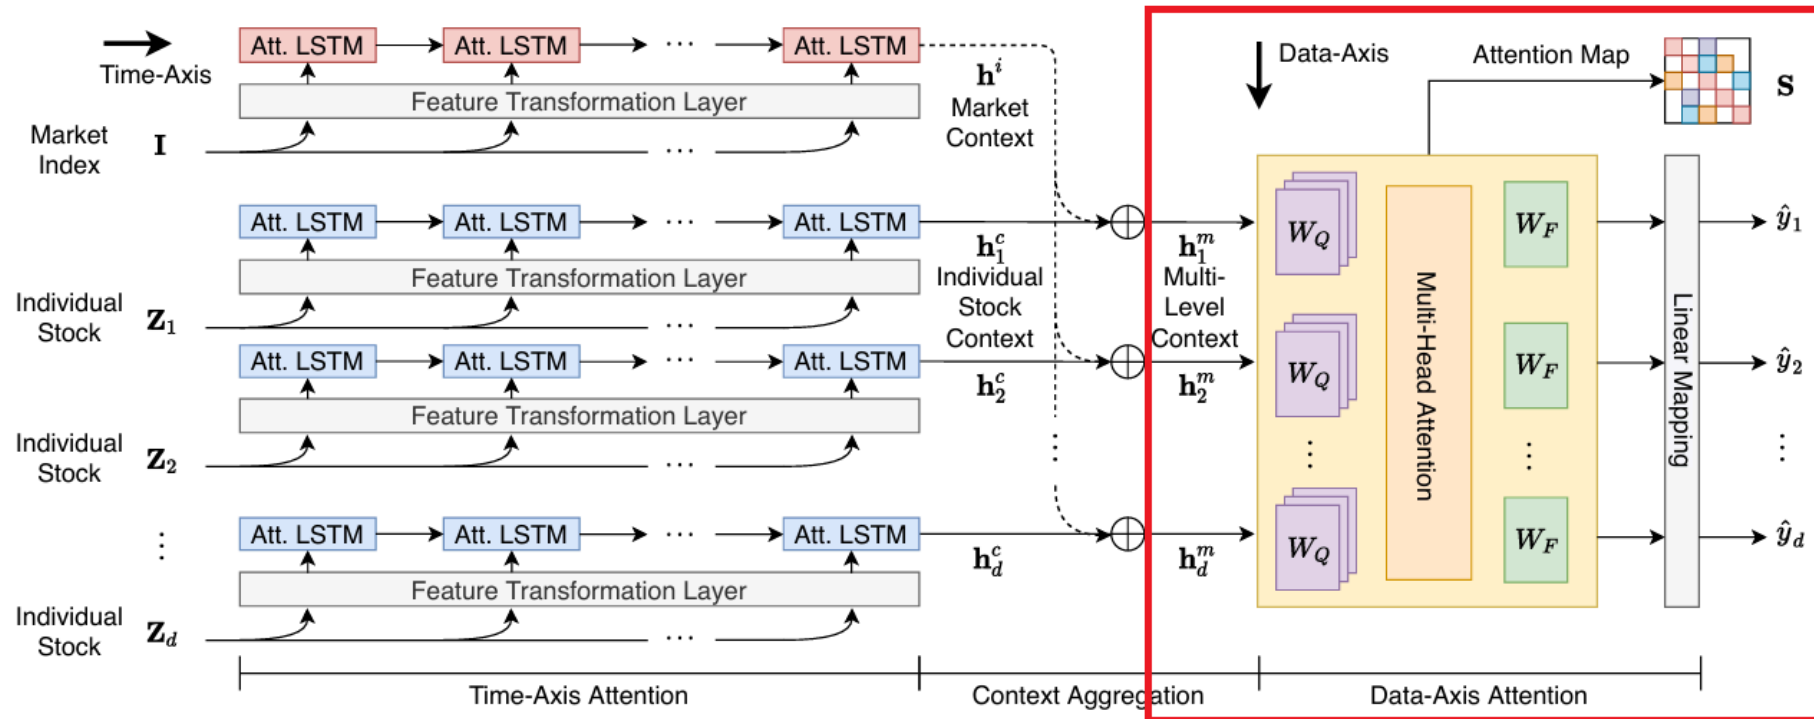 Time-Axis
Att. LSTM
Att. LSTM
...
Att. LSTM
Feature Transformation Layer
Market
Index
I
...
h^i
Market
Context
Att. LSTM
Att. LSTM
...
Att. LSTM
Feature Transformation Layer
Individual
Stock
Z_1
...
h_1^c
Individual
Stock
Context
Att. LSTM
Att. LSTM
...
Att. LSTM
Feature Transformation Layer
Individual
Stock
Z_2
...
h_2^c
⋮
⋮
Att. LSTM
Att. LSTM
...
Att. LSTM
Feature Transformation Layer
Individual
Stock
Z_d
...
h_d^c
h_1^m
Multi-
Level
Context
h_2^m
h_d^m
Data-Axis
Attention Map
S
W_Q
W_Q
⋮
W_Q
Multi-Head Attention
W_F
W_F
⋮
W_F
Linear Mapping
ŷ_1
ŷ_2
⋮
ŷ_d
Time-Axis Attention
Context Aggregation
Data-Axis Attention